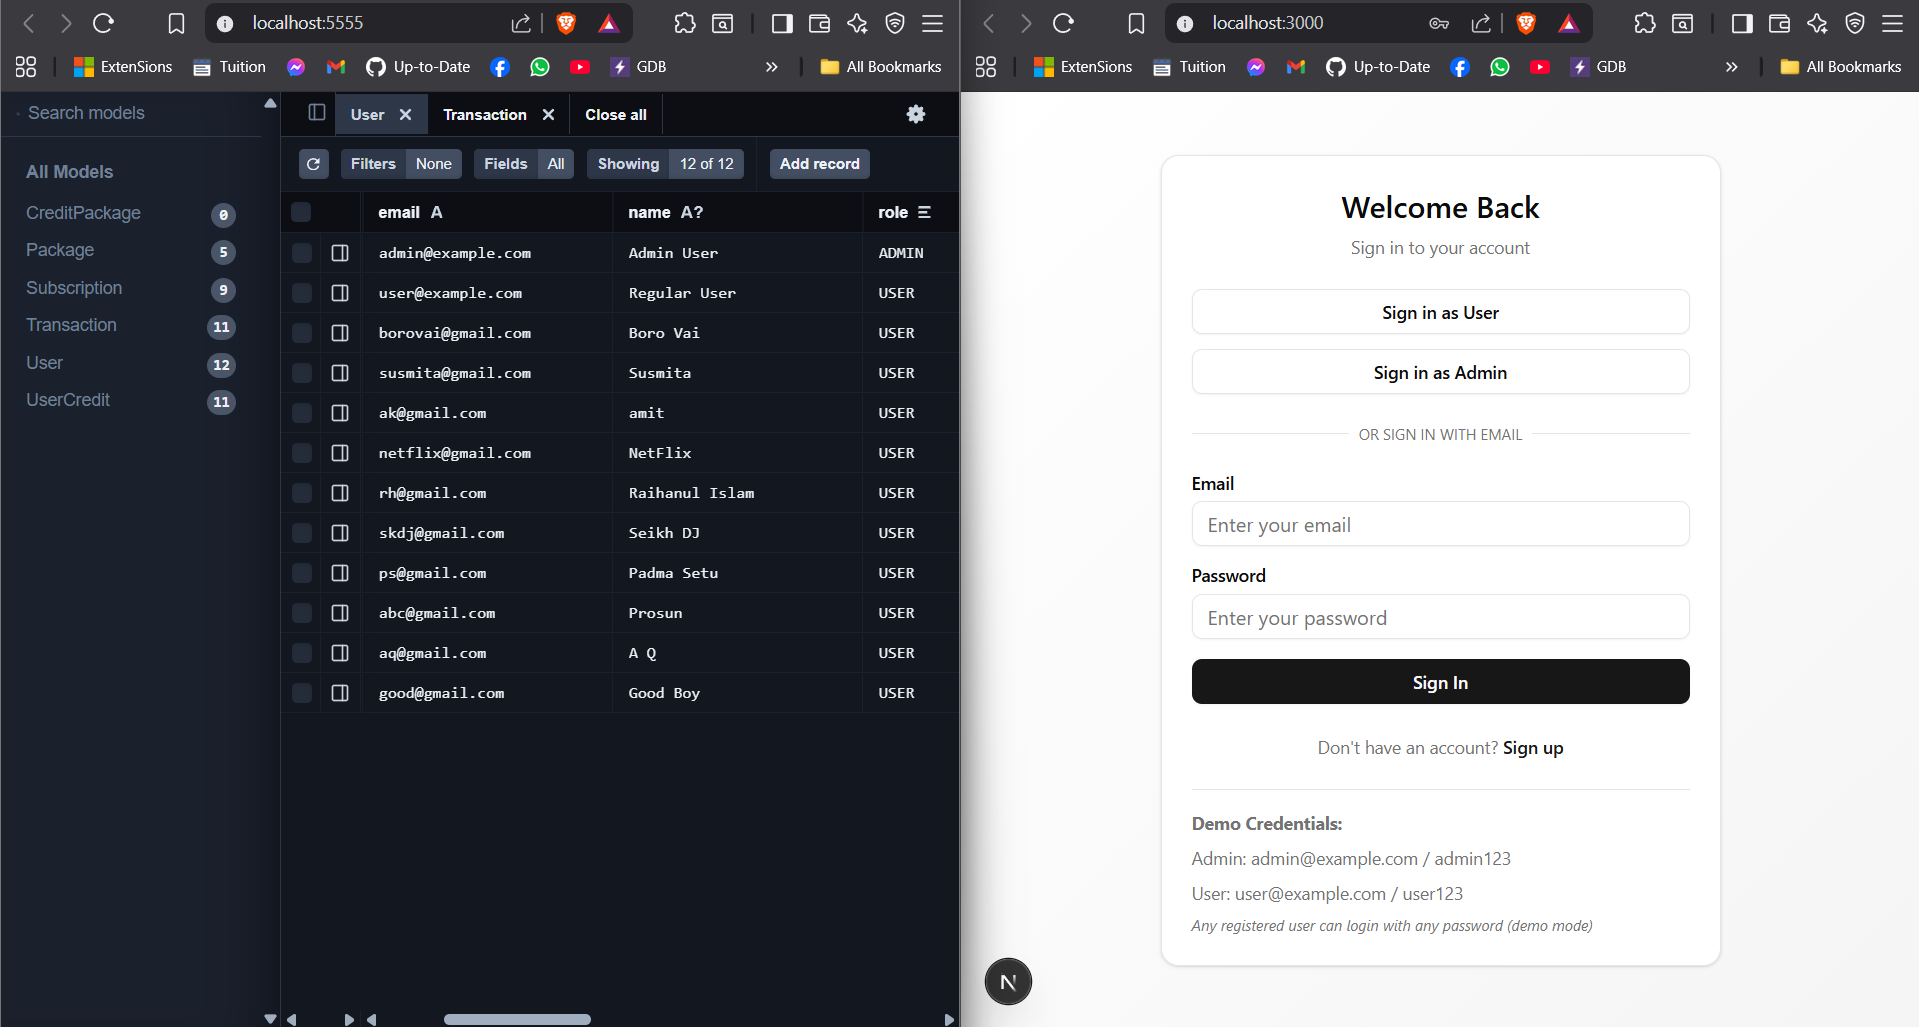 localhost:5555
ExtenSions
Tuition
Up-to-Date
GDB
»
All Bookmarks
Search models
All Models
CreditPackage 0
Package 5
Subscription 9
Transaction 11
User 12
UserCredit 11
User
Transaction
Close all
Filters None
Fields All
Showing 12 of 12
Add record
email A name A? role
admin@example.com Admin User ADMIN
user@example.com Regular User USER
borovai@gmail.com Boro Vai USER
susmita@gmail.com Susmita USER
ak@gmail.com amit USER
netflix@gmail.com NetFlix USER
rh@gmail.com Raihanul Islam USER
skdj@gmail.com Seikh DJ USER
ps@gmail.com Padma Setu USER
abc@gmail.com Prosun USER
aq@gmail.com A Q USER
good@gmail.com Good Boy USER
localhost:3000
ExtenSions
Tuition
Up-to-Date
GDB
»
All Bookmarks
Welcome Back
Sign in to your account
Sign in as User
Sign in as Admin
OR SIGN IN WITH EMAIL
Email
Enter your email
Password
Enter your password
Sign In
Don't have an account? Sign up
Demo Credentials:
Admin: admin@example.com / admin123
User: user@example.com / user123
Any registered user can login with any password (demo mode)
N